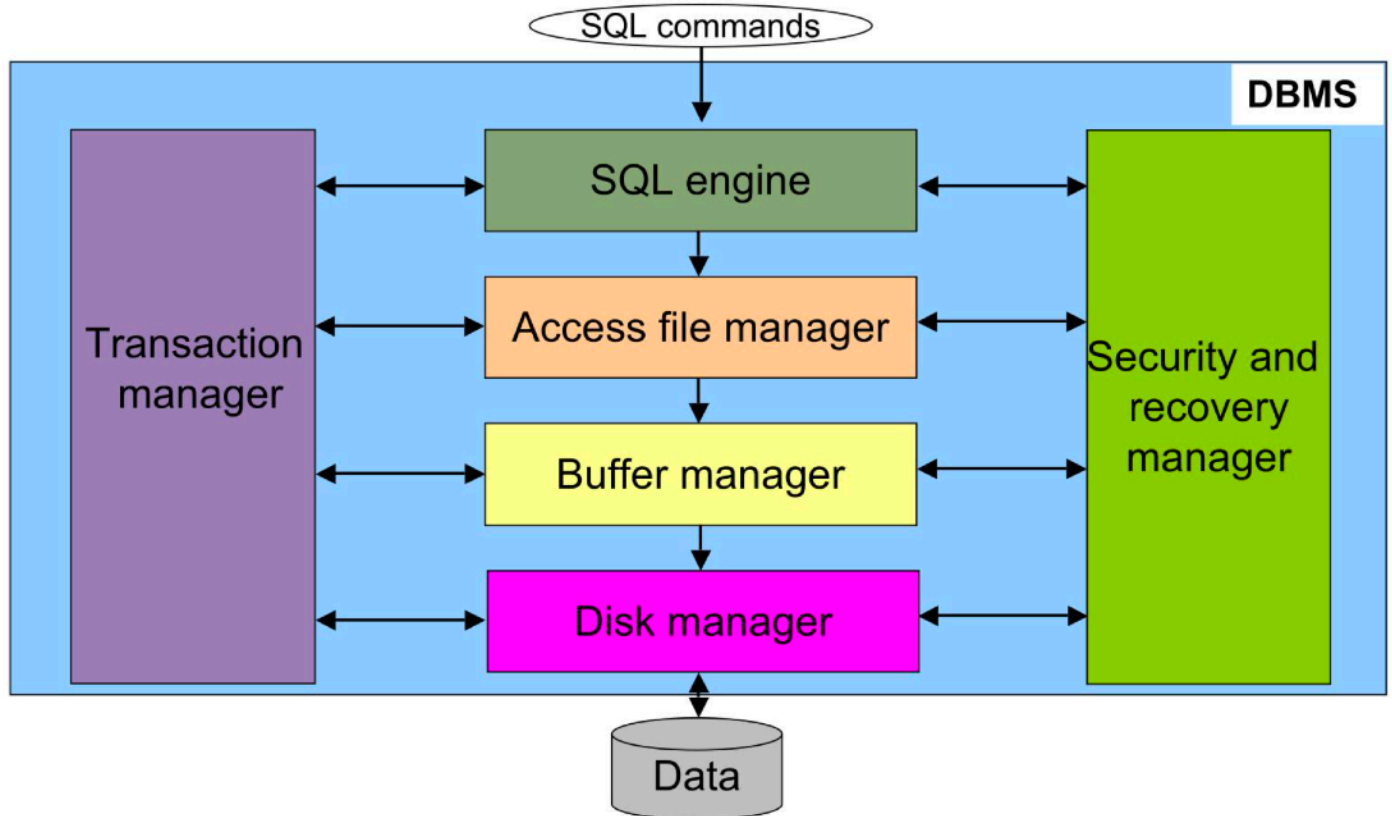 SQL commands
DBMS
SQL engine
Access file manager
Transaction
manager
Security and
recovery
manager
Buffer manager
Disk manager
Data